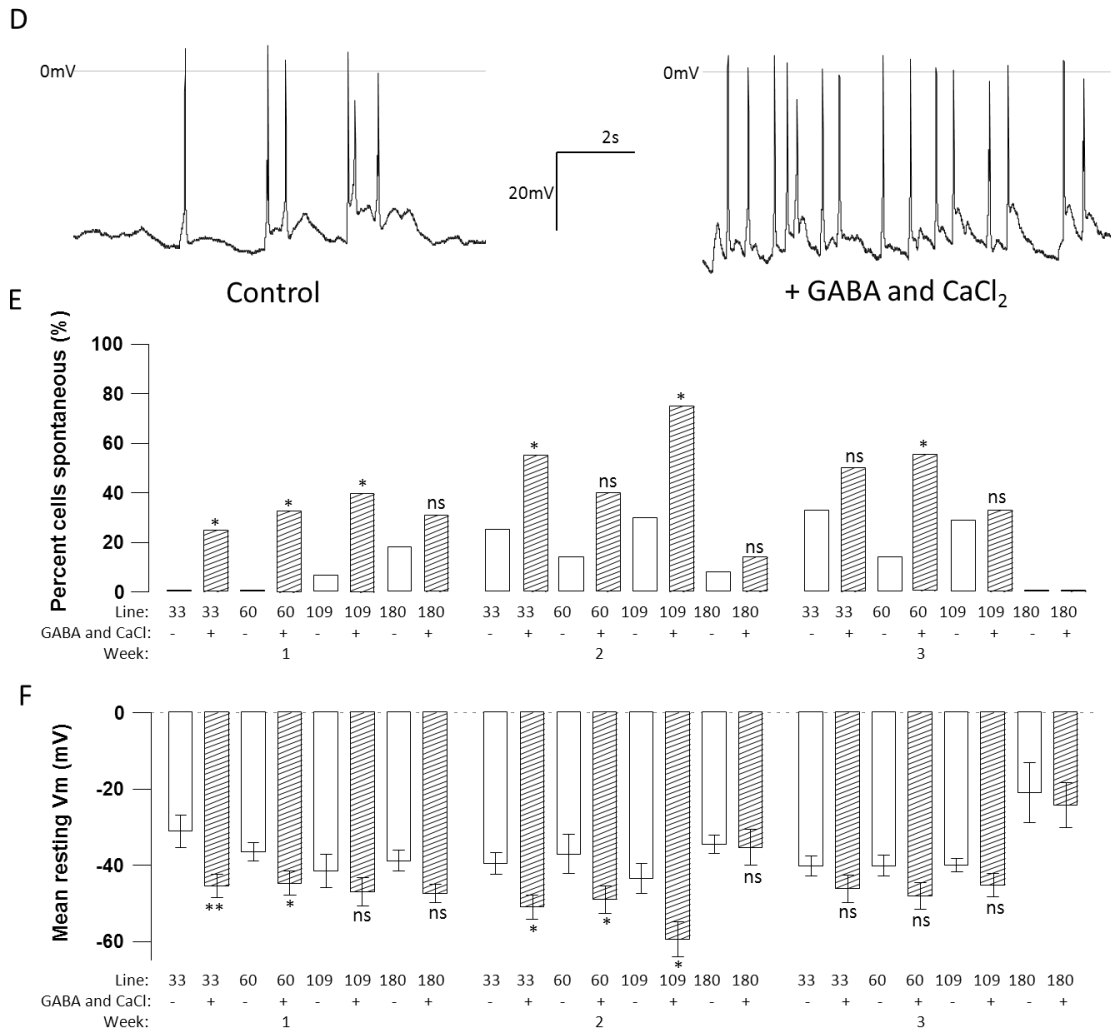 D
0mV
0mV
2s
20mV
Control
+ GABA and CaCl2
E
Percent cells spontaneous (%)
100
80
60
40
20
0
* * * ns * ns * ns ns * ns
Line: 33 33 60 60 109 109 180 180 33 33 60 60 109 109 180 180 33 33 60 60 109 109 180 180
GABA and CaCl: - + - + - + - + - + - + - + - + - + - + - + - +
Week: 1 2 3
F
Mean resting Vm (mV)
0
-20
-40
-60
** * ns ns * * * ns ns ns ns
Line: 33 33 60 60 109 109 180 180 33 33 60 60 109 109 180 180 33 33 60 60 109 109 180 180
GABA and CaCl: - + - + - + - + - + - + - + - + - + - + - + - +
Week: 1 2 3